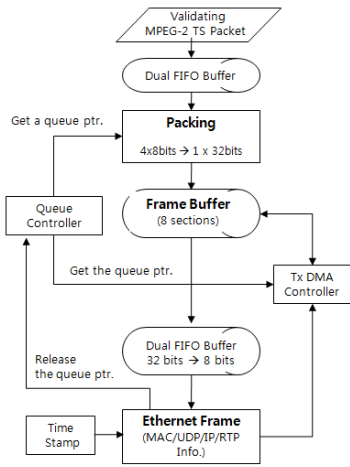 Validating
MPEG-2 TS Packet
Dual FIFO Buffer
Get a queue ptr.
Packing
4x8bits → 1 x 32bits
Queue
Controller
Frame Buffer
(8 sections)
Get the queue ptr.
Tx DMA
Controller
Dual FIFO Buffer
32 bits → 8 bits
Release
the queue ptr.
Time
Stamp
Ethernet Frame
(MAC/UDP/IP/RTP
Info.)